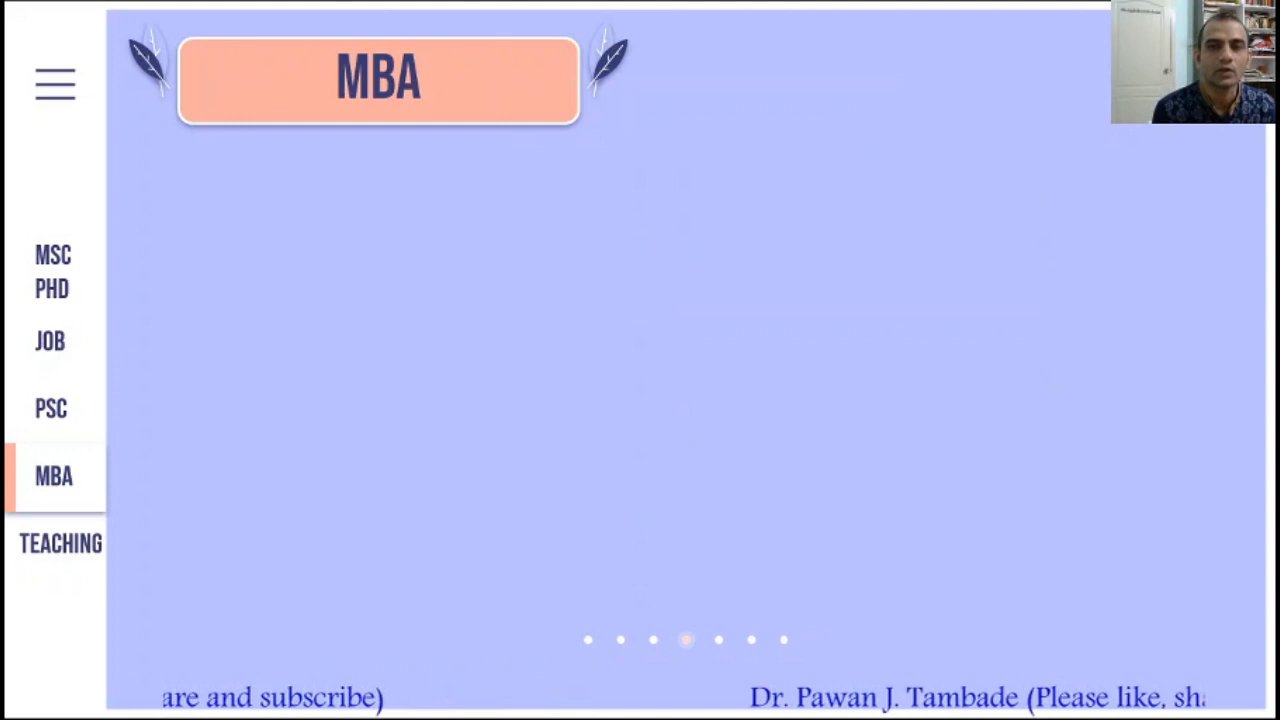 MBA
MSC
PHD
JOB
PSC
MBA
TEACHING
are and subscribe)
Dr. Pawan J. Tambade (Please like, sh